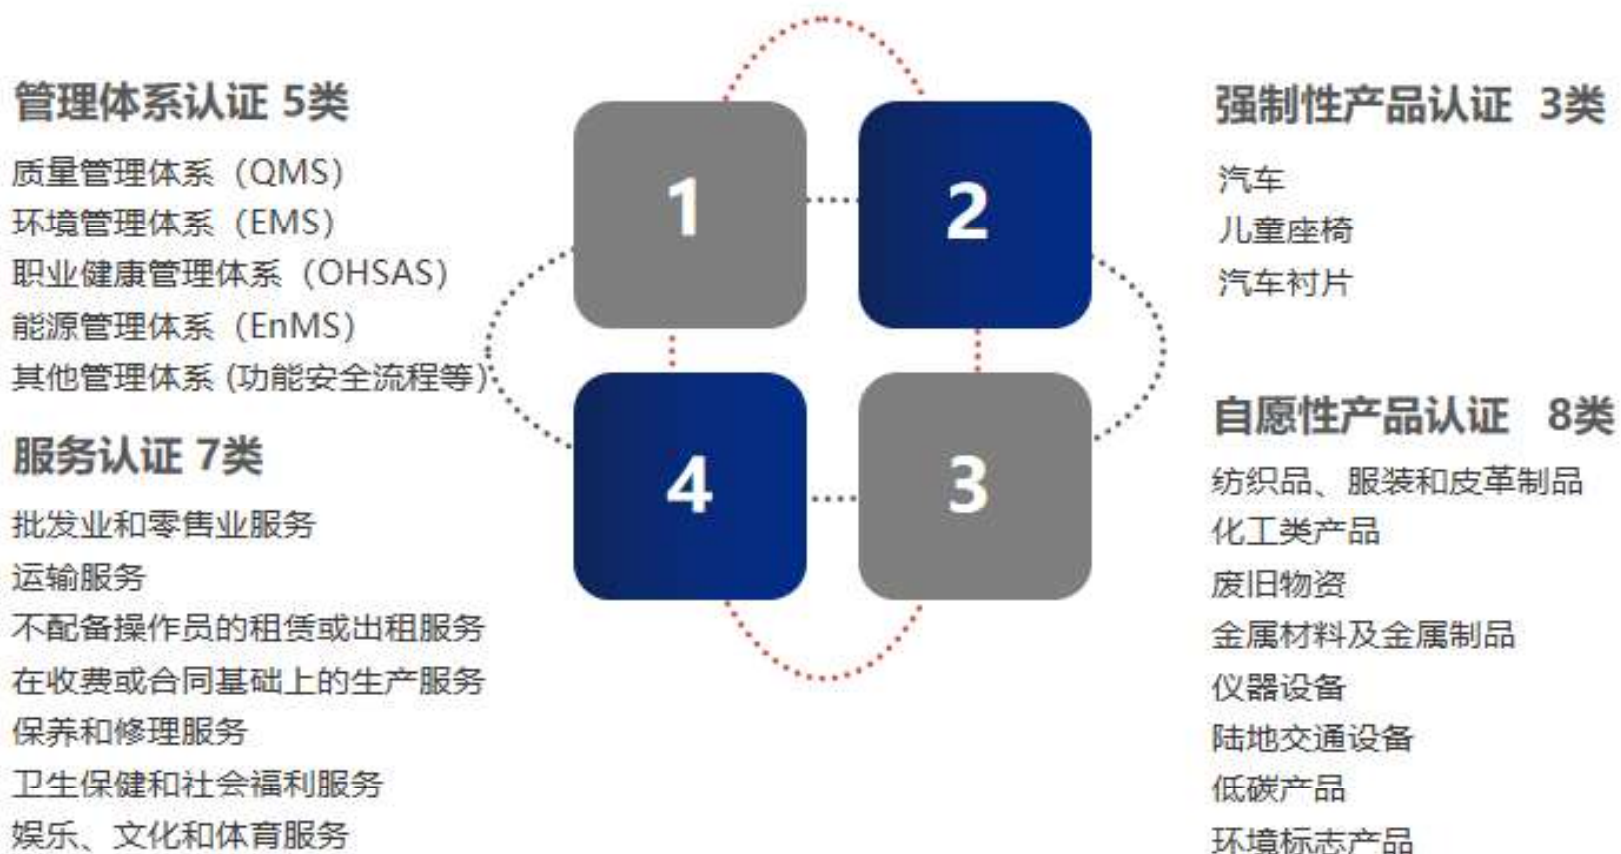 管理体系认证 5类
质量管理体系（QMS）
环境管理体系（EMS）
职业健康管理体系（OHSAS）
能源管理体系（EnMS）
其他管理体系 (功能安全流程等)
服务认证 7类
批发业和零售业服务
运输服务
不配备操作员的租赁或出租服务
在收费或合同基础上的生产服务
保养和修理服务
卫生保健和社会福利服务
娱乐、文化和体育服务
1
2
4
3
强制性产品认证 3类
汽车
儿童座椅
汽车衬片
自愿性产品认证 8类
纺织品、服装和皮革制品
化工类产品
废旧物资
金属材料及金属制品
仪器设备
陆地交通设备
低碳产品
环境标志产品